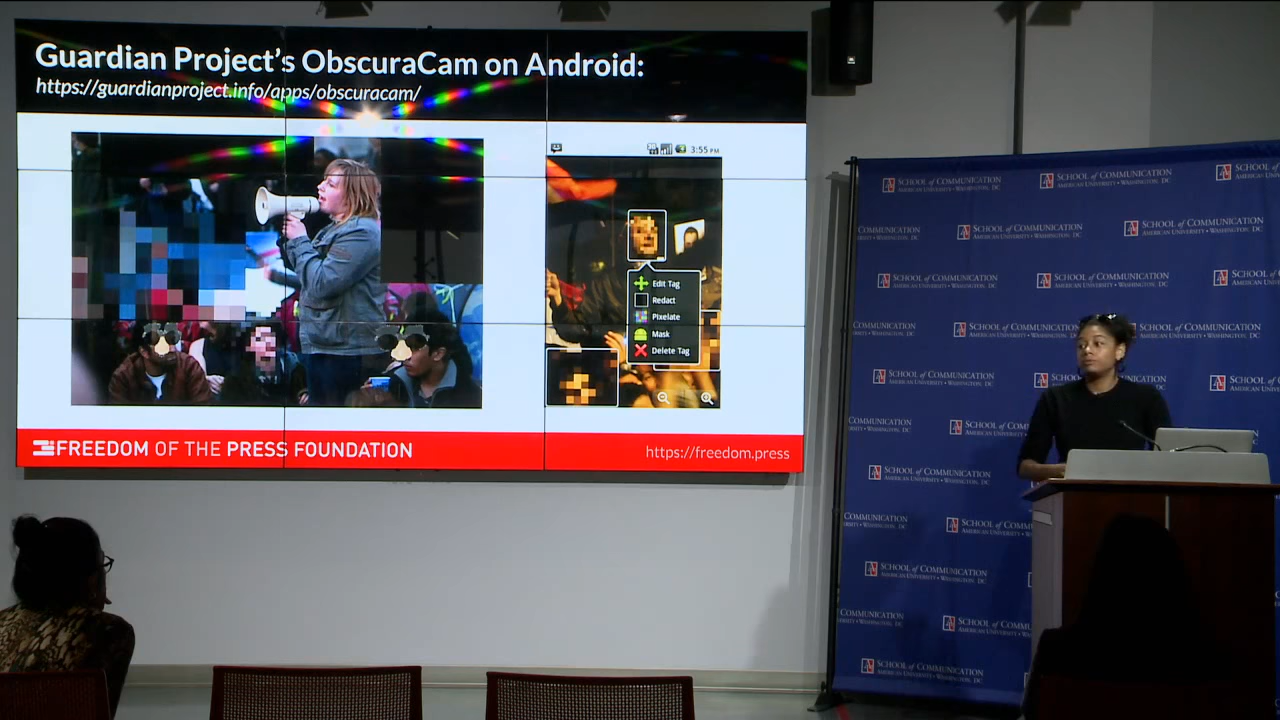 Guardian Project's ObscuraCam on Android:
https://guardianproject.info/apps/obscuracam/
3:55 PM
Edit Tag
Redact
Pixelate
Mask
Delete Tag
FREEDOM OF THE PRESS FOUNDATION
https://freedom.press
SCHOOL of COMMUNICATION
AMERICAN UNIVERSITY • WASHINGTON, DC